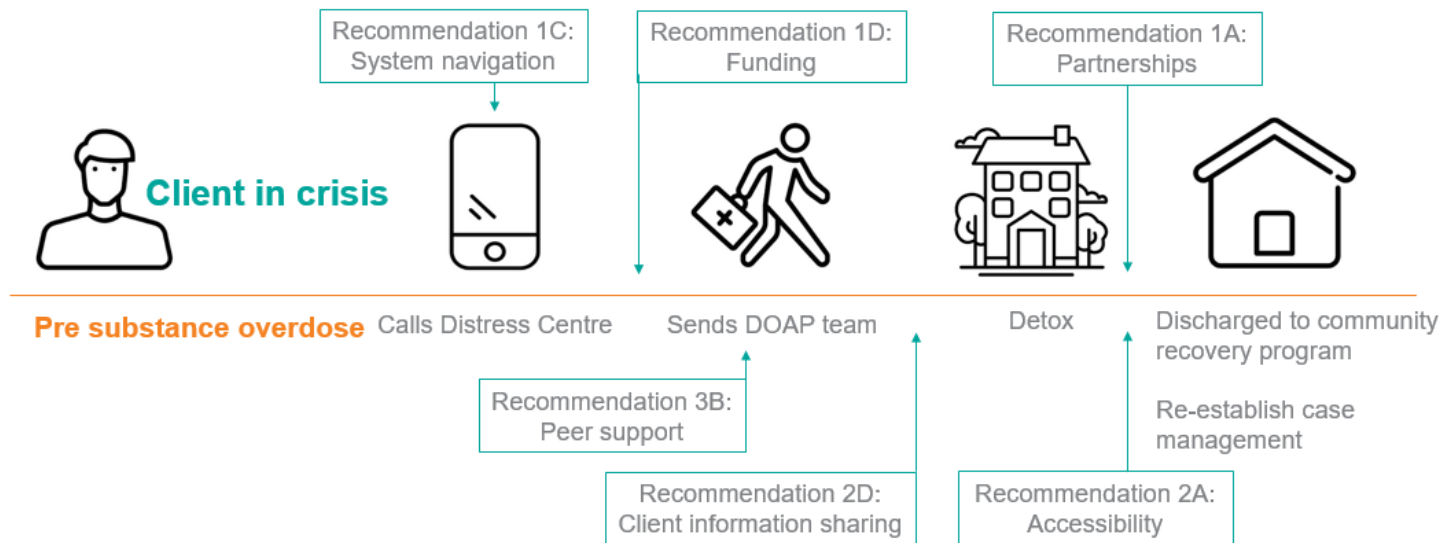 Recommendation 1C:
System navigation
Recommendation 1D:
Funding
Recommendation 1A:
Partnerships
Client in crisis
Pre substance overdose
Calls Distress Centre
Sends DOAP team
Detox
Discharged to community
recovery program
Re-establish case
management
Recommendation 3B:
Peer support
Recommendation 2D:
Client information sharing
Recommendation 2A:
Accessibility